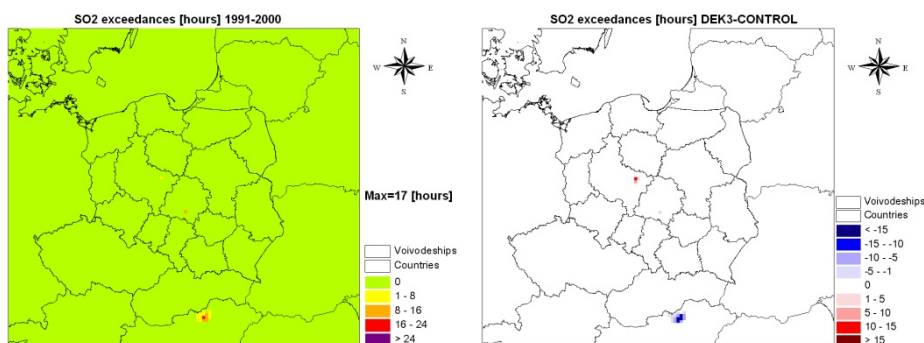 SO2 exceedances [hours] 1991-2000
N
W E
S
Max=17 [hours]
Voivodeships
Countries
0
1 - 8
8 - 16
16 - 24
> 24
SO2 exceedances [hours] DEK3-CONTROL
N
W E
S
Voivodeships
Countries
< -15
-15 - -10
-10 - -5
-5 - -1
0
1 - 5
5 - 10
10 - 15
> 15